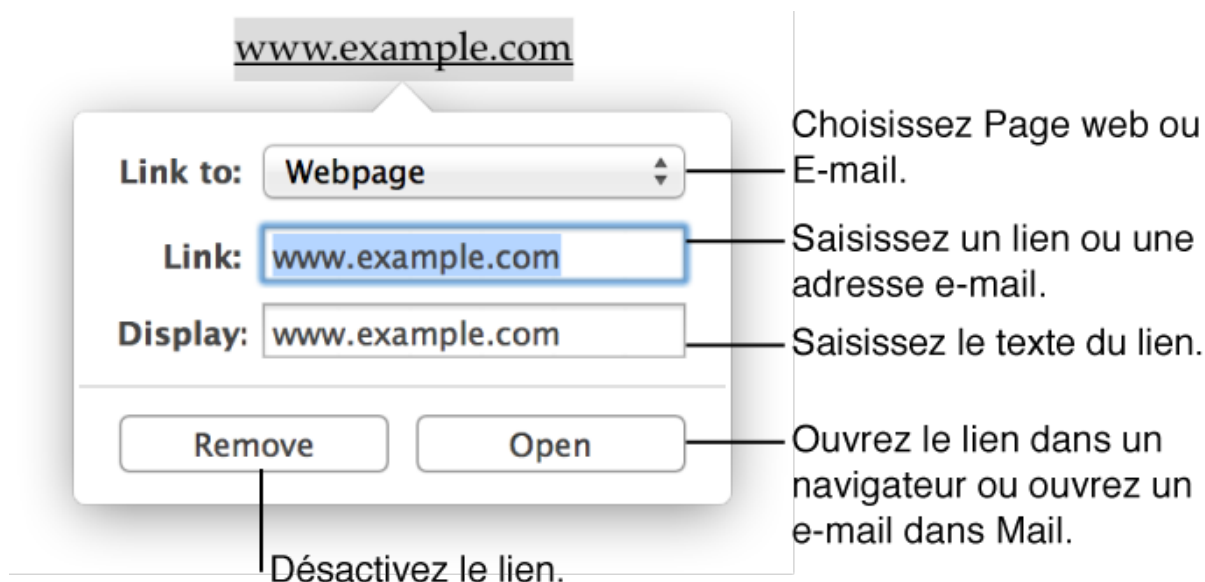 www.example.com
Link to: Webpage
Choisissez Page web ou
E-mail.
Link: www.example.com
Saisissez un lien ou une
adresse e-mail.
Display: www.example.com
Saisissez le texte du lien.
Remove Open
Ouvrez le lien dans un
navigateur ou ouvrez un
e-mail dans Mail.
Désactivez le lien.